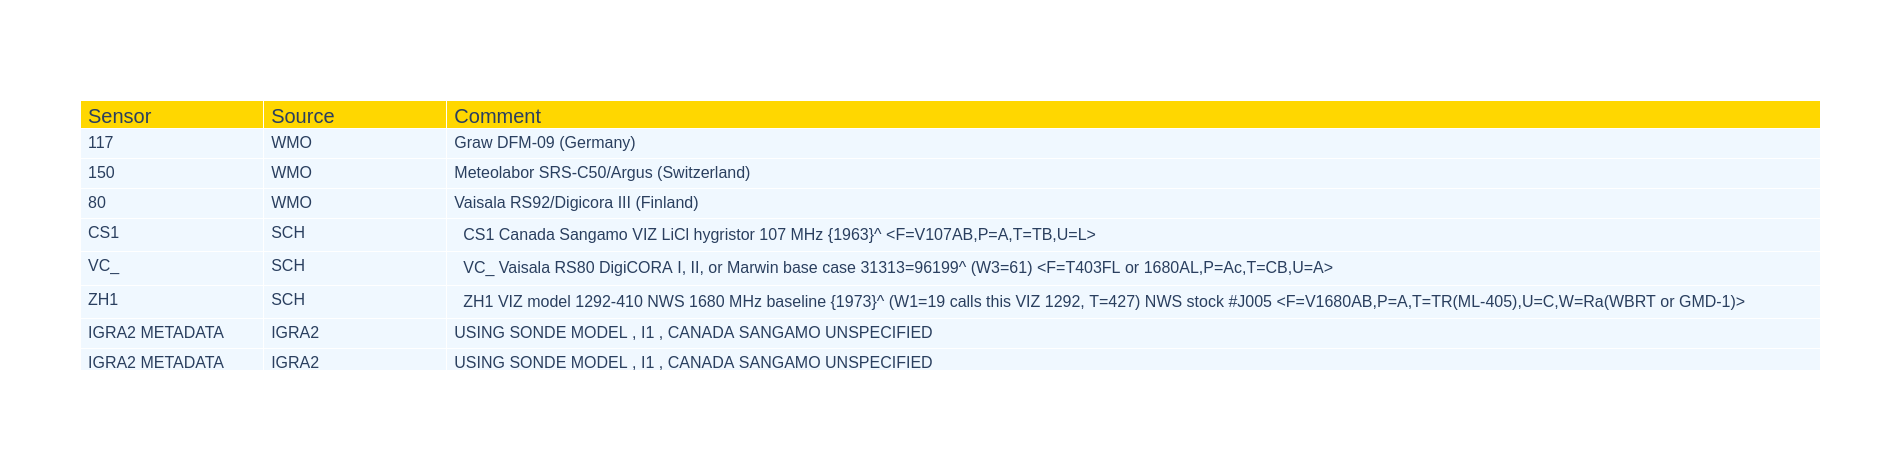 Sensor Source Comment
117 WMO Graw DFM-09 (Germany)
150 WMO Meteolabor SRS-C50/Argus (Switzerland)
80 WMO Vaisala RS92/Digicora III (Finland)
CS1 SCH CS1 Canada Sangamo VIZ LiCl hygristor 107 MHz {1963}^ <F=V107AB,P=A,T=TB,U=L>
VC_ SCH VC_ Vaisala RS80 DigiCORA I, II, or Marwin base case 31313=96199^ (W3=61) <F=T403FL or 1680AL,P=Ac,T=CB,U=A>
ZH1 SCH ZH1 VIZ model 1292-410 NWS 1680 MHz baseline {1973}^ (W1=19 calls this VIZ 1292, T=427) NWS stock #J005 <F=V1680AB,P=A,T=TR(ML-405),U=C,W=Ra(WBRT or GMD-1)>
IGRA2 METADATA IGRA2 USING SONDE MODEL , I1 , CANADA SANGAMO UNSPECIFIED
IGRA2 METADATA IGRA2 USING SONDE MODEL , I1 , CANADA SANGAMO UNSPECIFIED